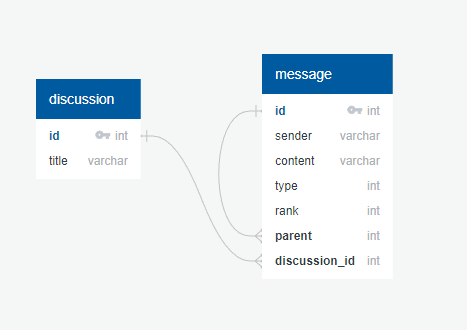 discussion
id int
title varchar
message
id int
sender varchar
content varchar
type int
rank int
parent int
discussion_id int